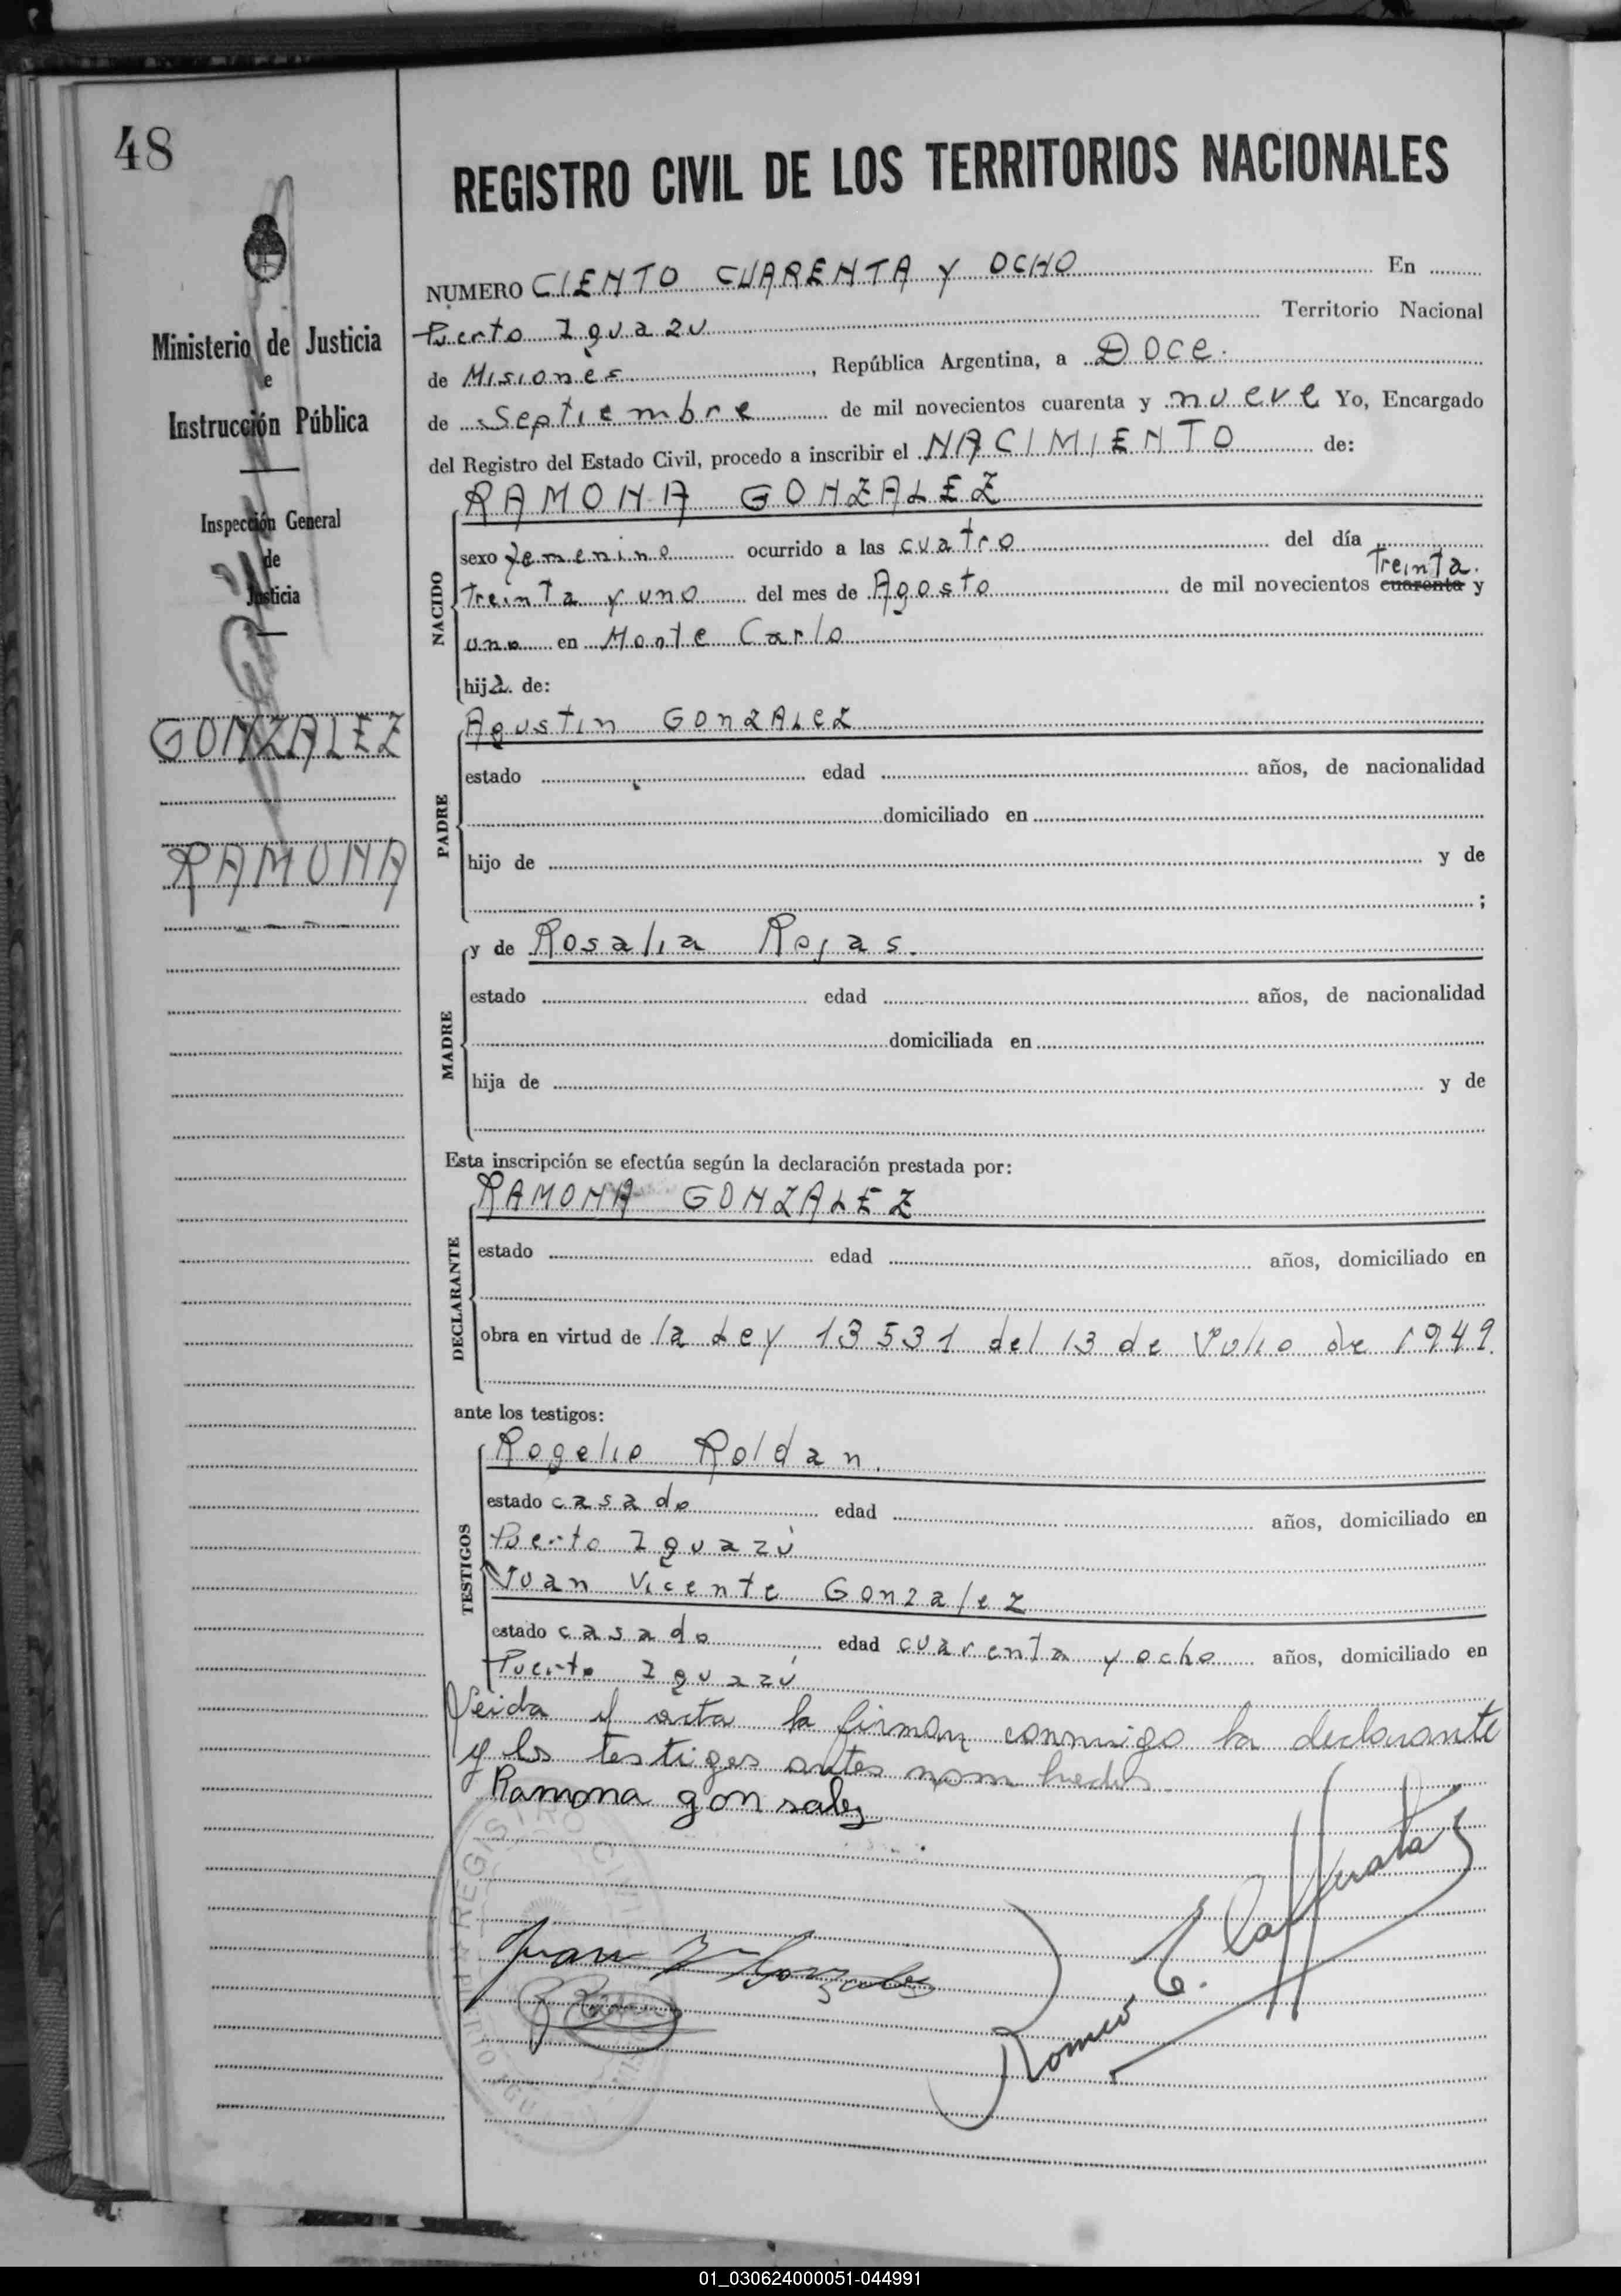 48
REGISTRO CIVIL DE LOS TERRITORIOS NACIONALES
Ministerio de Justicia
e
Instrucción Pública
Inspección General
de
Justicia
GONZALEZ
RAMONA
NUMERO CIENTO CUARENTA Y OCHO En
Puerto Iguazu Territorio Nacional
de Misiones, República Argentina, a Doce.
de Septiembre de mil novecientos cuarenta y nueve Yo, Encargado
del Registro del Estado Civil, procedo a inscribir el NACIMIENTO de:
NACIDO
RAMONA GONZALEZ
sexo femenino ocurrido a las cuatro del día
Treinta.
treinta y uno del mes de Agosto de mil novecientos cuarenta y
uno en Monte Carlo
hija de:
PADRE
Agustin GonzALez
estado edad años, de nacionalidad
domiciliado en
hijo de y de
;
MADRE
y de Rosalia Rojas.
estado edad años, de nacionalidad
domiciliada en
hija de y de
Esta inscripción se efectúa según la declaración prestada por:
DECLARANTE
RAMONA GONZALEZ
estado edad años, domiciliado en
obra en virtud de la Ley 13531 del 13 de Julio de 1949.
ante los testigos:
TESTIGOS
Rogelio Roldan.
estado casado edad años, domiciliado en
Puerto Iguazú
Juan Vicente Gonzalez
estado casado edad cuarenta y ocho años, domiciliado en
Puerto Iguazú
Leida el acta la firman conmigo la declarante
y los testigos antes nombrados.
Ramona gonsalez
REGISTRO CIVIL
Juan V Gonzalez
Romeo E.
01_030624000051-044991